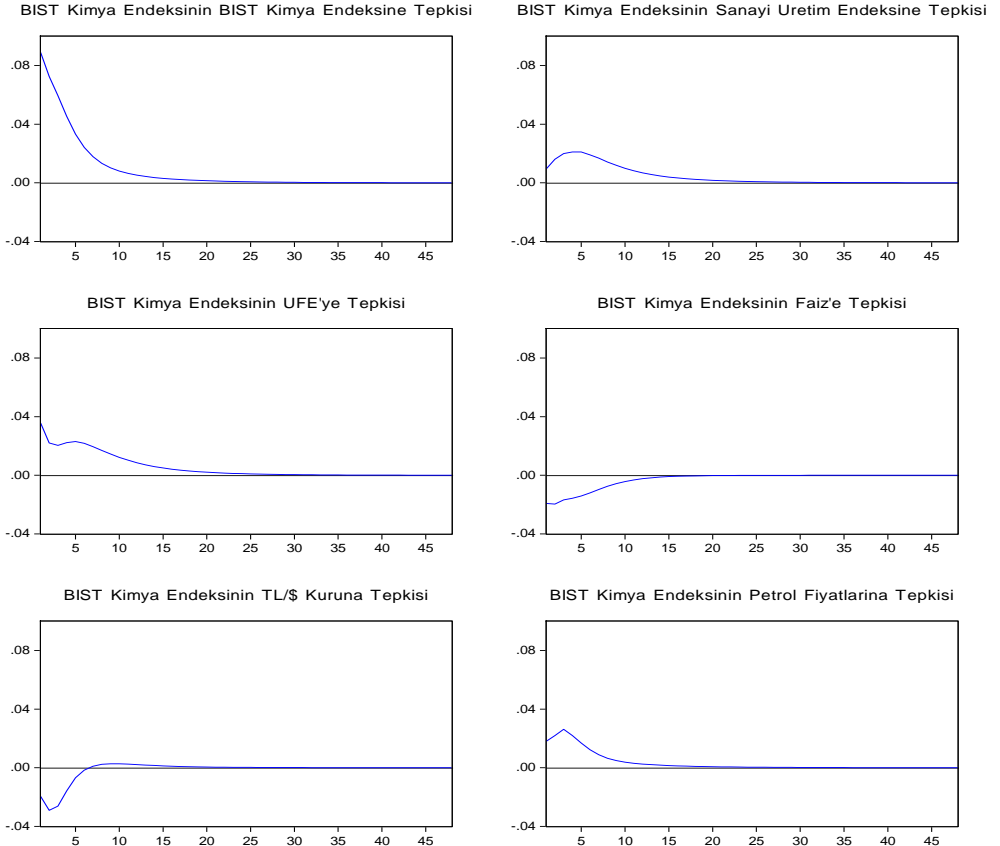 BIST Kimya Endeksinin BIST Kimya Endeksine Tepkisi
.08
.04
.00
-.04
5 10 15 20 25 30 35 40 45
BIST Kimya Endeksinin Sanayi Uretim Endeksine Tepkisi
.08
.04
.00
-.04
5 10 15 20 25 30 35 40 45
BIST Kimya Endeksinin UFE'ye Tepkisi
.08
.04
.00
-.04
5 10 15 20 25 30 35 40 45
BIST Kimya Endeksinin Faiz'e Tepkisi
.08
.04
.00
-.04
5 10 15 20 25 30 35 40 45
BIST Kimya Endeksinin TL/$ Kuruna Tepkisi
.08
.04
.00
-.04
5 10 15 20 25 30 35 40 45
BIST Kimya Endeksinin Petrol Fiyatlarina Tepkisi
.08
.04
.00
-.04
5 10 15 20 25 30 35 40 45